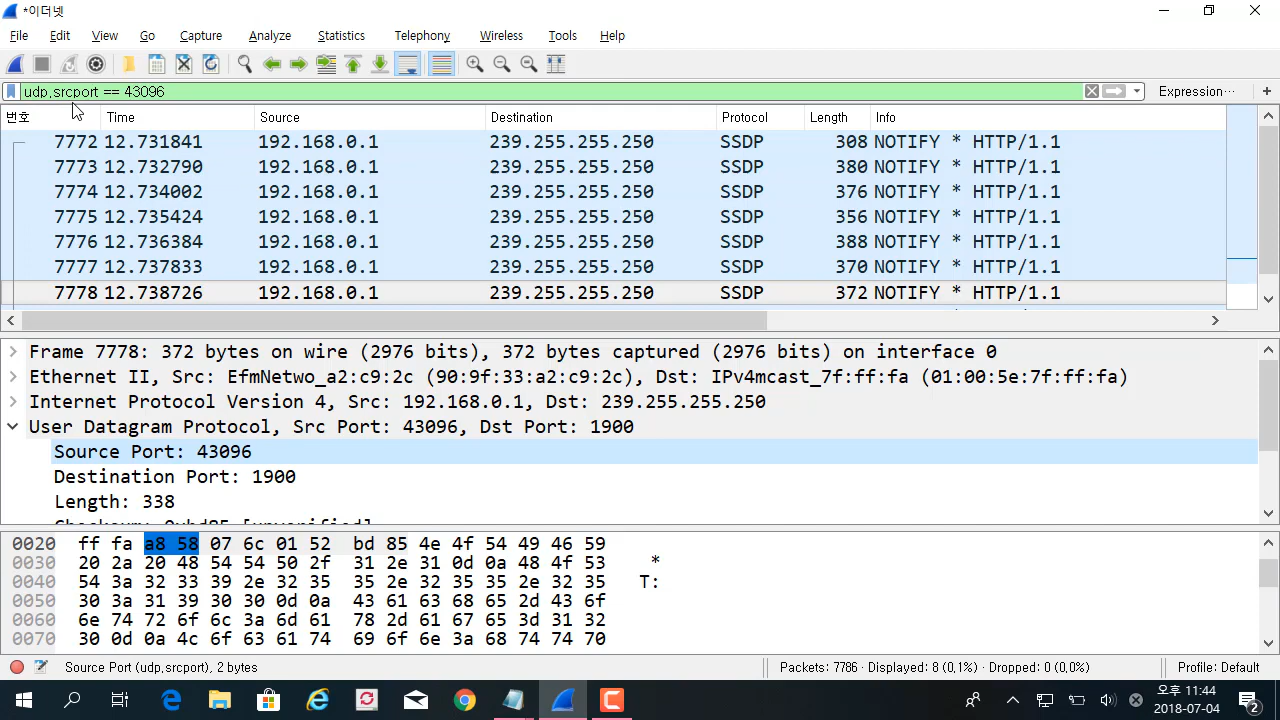 *이더넷
File Edit View Go Capture Analyze Statistics Telephony Wireless Tools Help
udp.srcport == 43096 Expression…
번호 Time Source Destination Protocol Length Info
7772 12.731841 192.168.0.1 239.255.255.250 SSDP 308 NOTIFY * HTTP/1.1
7773 12.732790 192.168.0.1 239.255.255.250 SSDP 380 NOTIFY * HTTP/1.1
7774 12.734002 192.168.0.1 239.255.255.250 SSDP 376 NOTIFY * HTTP/1.1
7775 12.735424 192.168.0.1 239.255.255.250 SSDP 356 NOTIFY * HTTP/1.1
7776 12.736384 192.168.0.1 239.255.255.250 SSDP 388 NOTIFY * HTTP/1.1
7777 12.737833 192.168.0.1 239.255.255.250 SSDP 370 NOTIFY * HTTP/1.1
7778 12.738726 192.168.0.1 239.255.255.250 SSDP 372 NOTIFY * HTTP/1.1
Frame 7778: 372 bytes on wire (2976 bits), 372 bytes captured (2976 bits) on interface 0
Ethernet II, Src: EfmNetwo_a2:c9:2c (90:9f:33:a2:c9:2c), Dst: IPv4mcast_7f:ff:fa (01:00:5e:7f:ff:fa)
Internet Protocol Version 4, Src: 192.168.0.1, Dst: 239.255.255.250
User Datagram Protocol, Src Port: 43096, Dst Port: 1900
Source Port: 43096
Destination Port: 1900
Length: 338
0020 ff fa a8 58 07 6c 01 52 bd 85 4e 4f 54 49 46 59
0030 20 2a 20 48 54 54 50 2f 31 2e 31 0d 0a 48 4f 53 *
0040 54 3a 32 33 39 2e 32 35 35 2e 32 35 35 2e 32 35 T:
0050 30 3a 31 39 30 30 0d 0a 43 61 63 68 65 2d 43 6f
0060 6e 74 72 6f 6c 3a 6d 61 78 2d 61 67 65 3d 31 32
0070 30 0d 0a 4c 6f 63 61 74 69 6f 6e 3a 68 74 74 70
Source Port (udp.srcport), 2 bytes Packets: 7786 · Displayed: 8 (0.1%) · Dropped: 0 (0.0%) Profile: Default
오후 11:44
2018-07-04
2